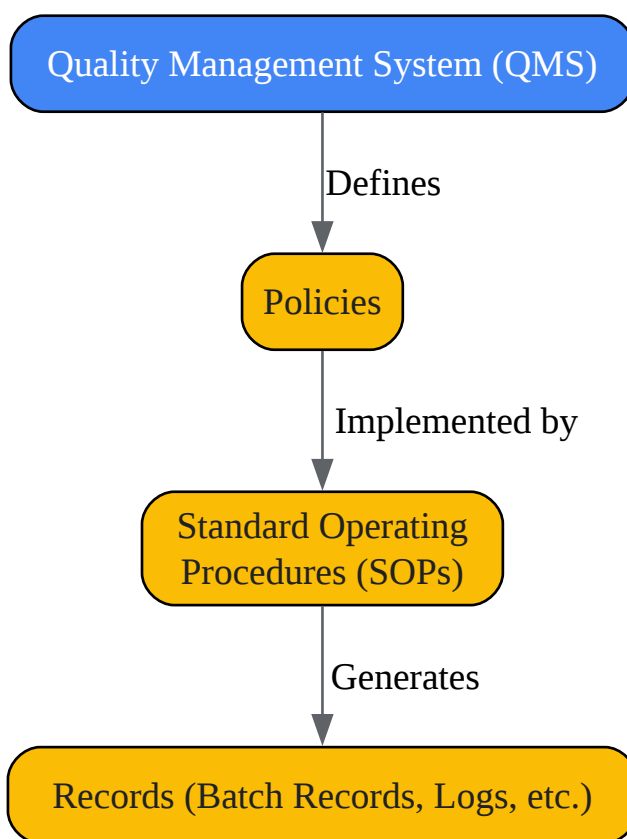 Quality Management System (QMS)
Defines
Policies
Implemented by
Standard Operating
Procedures (SOPs)
Generates
Records (Batch Records, Logs, etc.)